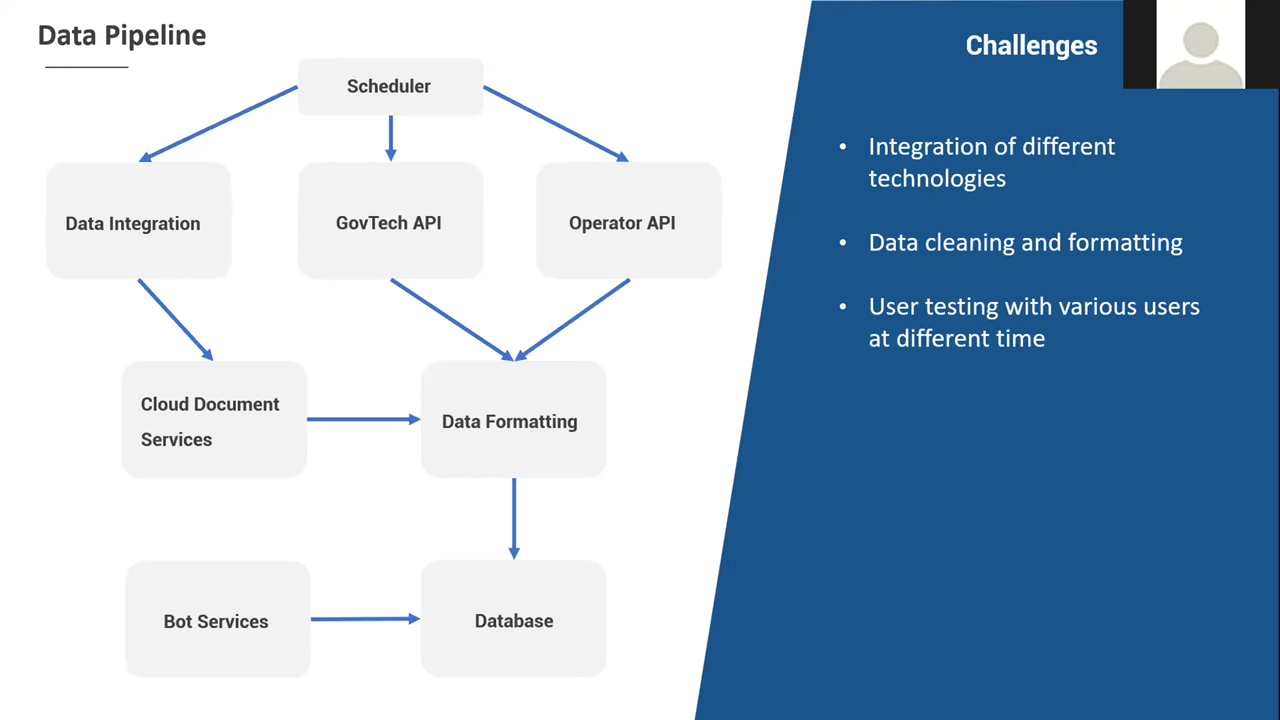 Data Pipeline
Scheduler
Data Integration
GovTech API
Operator API
Cloud Document
Services
Data Formatting
Bot Services
Database
Challenges
• Integration of different
technologies
• Data cleaning and formatting
• User testing with various users
at different time